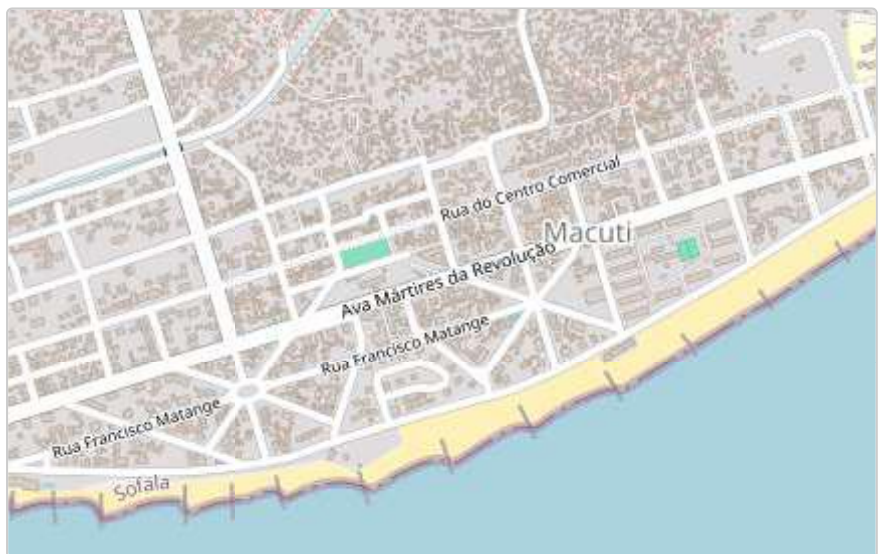 Rua do Centro Comercial
Macuti
Ava Mártires da Revolução
Rua Francisco Matange
Rua Francisco Matange
Sofala